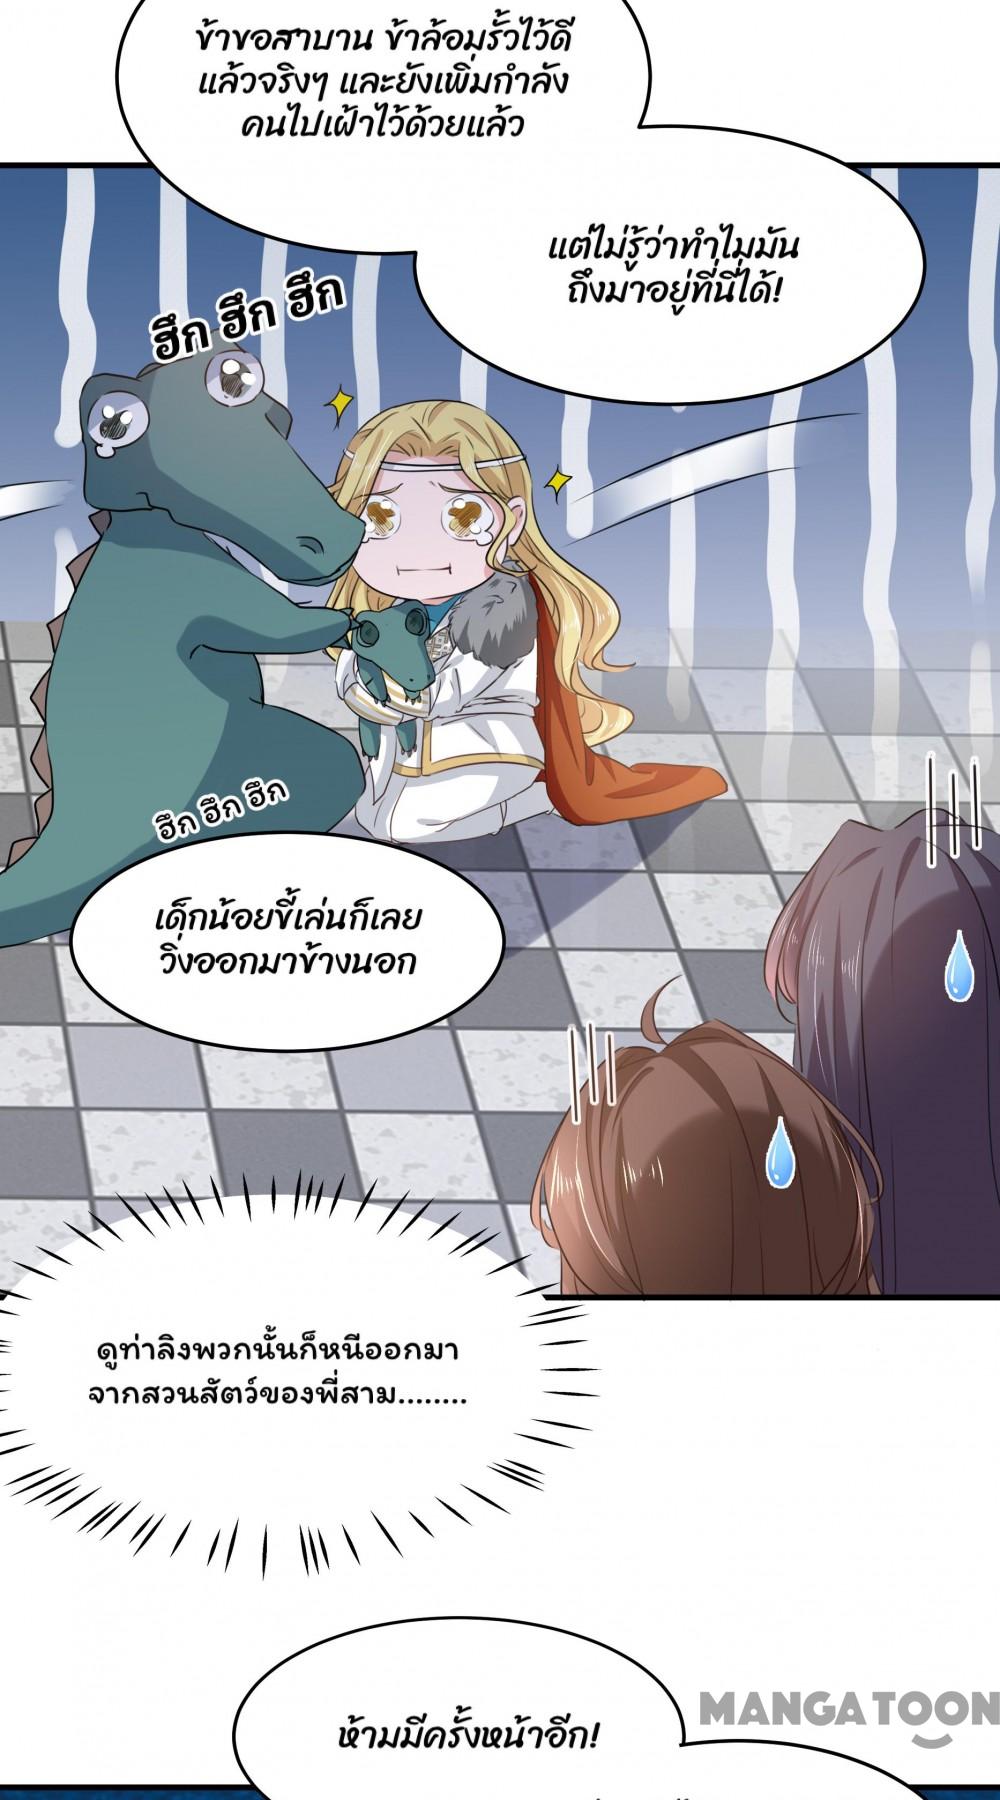 ข้าขอสาบาน ข้าล้อมรั้วไว้ดี
แล้วจริงๆ และยังเพิ่มกำลัง
คนไปเฝ้าไว้ด้วยแล้ว
แต่ไม่รู้ว่าทำไมมัน
ถึงมาอยู่ที่นี่ได้!
ฮึก ฮึก ฮึก
ฮึก ฮึก ฮึก
เด็กน้อยขี้เล่นก็เลย
วิ่งออกมาข้างนอก
ดูท่าลิงพวกนั้นก็หนีออกมา
จากสวนสัตว์ของพี่สาม........
MANGATOON
ห้ามมีครั้งหน้าอีก!